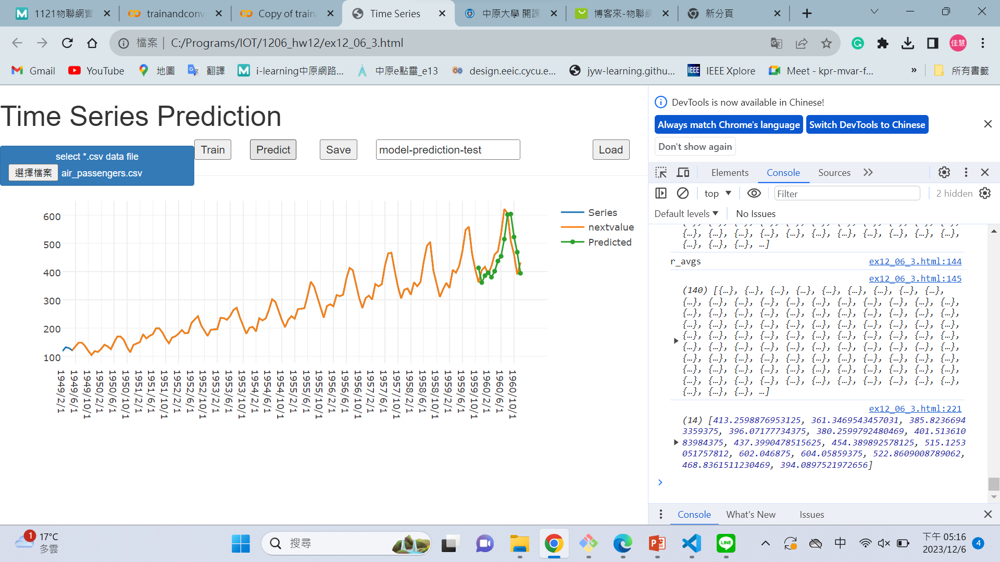 1121物聯網實
trainandconv
Copy of traina
Time Series
中原大學 開課
博客來-物聯網
新分頁
檔案
C:/Programs/IOT/1206_hw12/ex12_06_3.html
佳慧
Gmail
YouTube
地圖
翻譯
i-learning中原網路...
中原e點靈_e13
design.eeic.cycu.e...
jyw-learning.githu...
IEEE Xplore
Meet - kpr-mvar-f...
»
所有書籤
Time Series Prediction
select *.csv data file
選擇檔案 air_passengers.csv
Train
Predict
Save
model-prediction-test
Load
600
500
400
300
200
100
1949/2/1
1949/6/1
1949/10/1
1950/2/1
1950/6/1
1950/10/1
1951/2/1
1951/6/1
1951/10/1
1952/2/1
1952/6/1
1952/10/1
1953/2/1
1953/6/1
1953/10/1
1954/2/1
1954/6/1
1954/10/1
1955/2/1
1955/6/1
1955/10/1
1956/2/1
1956/6/1
1956/10/1
1957/2/1
1957/6/1
1957/10/1
1958/2/1
1958/6/1
1958/10/1
1959/2/1
1959/6/1
1959/10/1
1960/2/1
1960/6/1
1960/10/1
Series
nextvalue
Predicted
DevTools is now available in Chinese!
Always match Chrome's language
Switch DevTools to Chinese
Don't show again
Elements
Console
Sources
top
Filter
2 hidden
Default levels
No Issues
{…}, {…}, {…}, {…}, {…}, {…}, {…}, {…}, {…}, {…}, {…},
{…}, {…}, {…}, {…}, {…}, {…}, {…}, {…}, {…}, {…}, {…},
{…}, {…}, {…}, …]
r_avgs
ex12_06_3.html:144
ex12_06_3.html:145
(140) [{…}, {…}, {…}, {…}, {…}, {…}, {…}, {…}, {…},
{…}, {…}, {…}, {…}, {…}, {…}, {…}, {…}, {…}, {…}, {…},
{…}, {…}, {…}, {…}, {…}, {…}, {…}, {…}, {…}, {…}, {…},
{…}, {…}, {…}, {…}, {…}, {…}, {…}, {…}, {…}, {…}, {…},
{…}, {…}, {…}, {…}, {…}, {…}, {…}, {…}, {…}, {…}, {…},
{…}, {…}, {…}, {…}, {…}, {…}, {…}, {…}, {…}, {…}, {…},
{…}, {…}, {…}, {…}, {…}, {…}, {…}, {…}, {…}, {…}, {…},
{…}, {…}, {…}, {…}, {…}, {…}, {…}, {…}, {…}, {…}, {…},
{…}, {…}, {…}, {…}, {…}, {…}, {…}, {…}, {…}, {…}, {…},
{…}, {…}, {…}, …]
ex12_06_3.html:221
(14) [413.2598876953125, 361.3469543457031, 385.8236694
3359375, 396.07177734375, 380.2599792480469, 401.513610
83984375, 437.3990478515625, 454.389892578125, 515.1253
051757812, 602.046875, 604.05859375, 522.8609008789062,
468.8361511230469, 394.0897521972656]
Console
What's New
Issues
1
17°C
多雲
搜尋
LINE
中
下午 05:16
2023/12/6
4